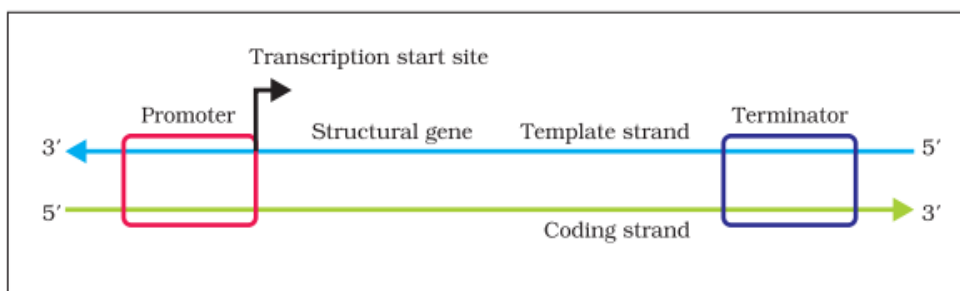 Transcription start site
Promoter
Structural gene
Template strand
Terminator
3′
5′
5′
3′
Coding strand